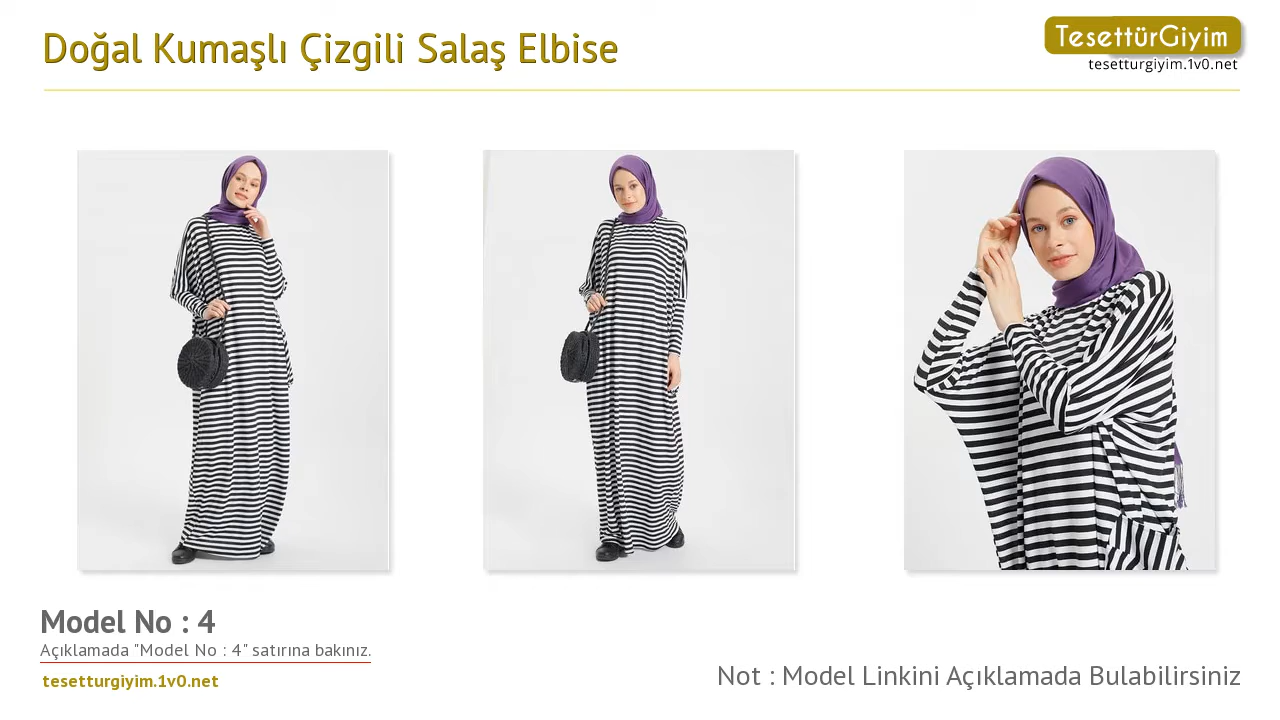 Doğal Kumaşlı Çizgili Salaş Elbise
TesettürGiyim
tesetturgiyim.1v0.net
Model No : 4
Açıklamada "Model No : 4" satırına bakınız.
tesetturgiyim.1v0.net
Not : Model Linkini Açıklamada Bulabilirsiniz